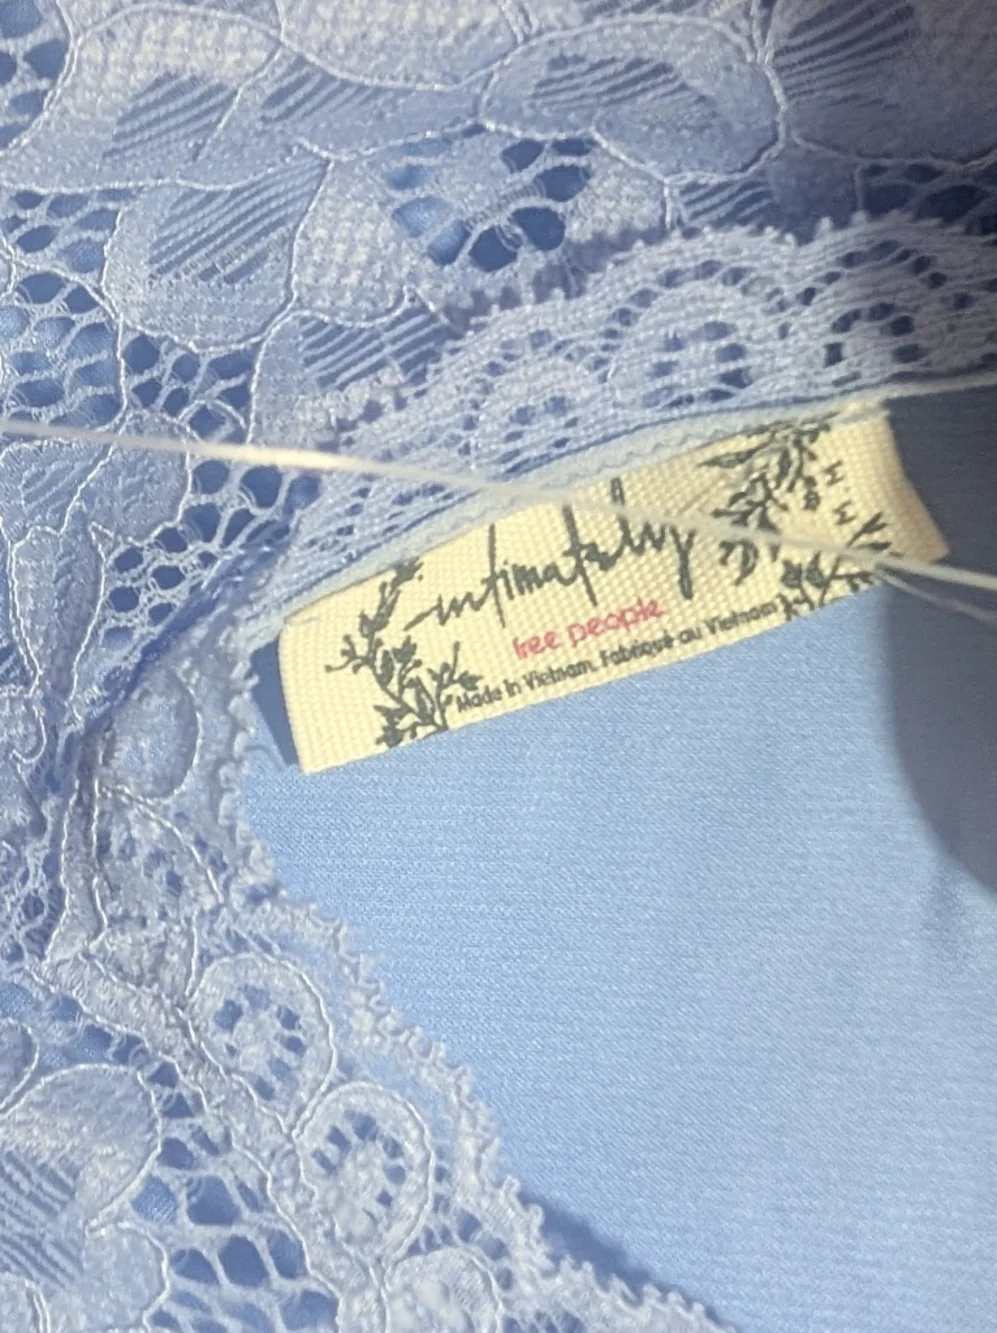 intimately
free people
Made In Vietnam. Fabriqué au Vietnam